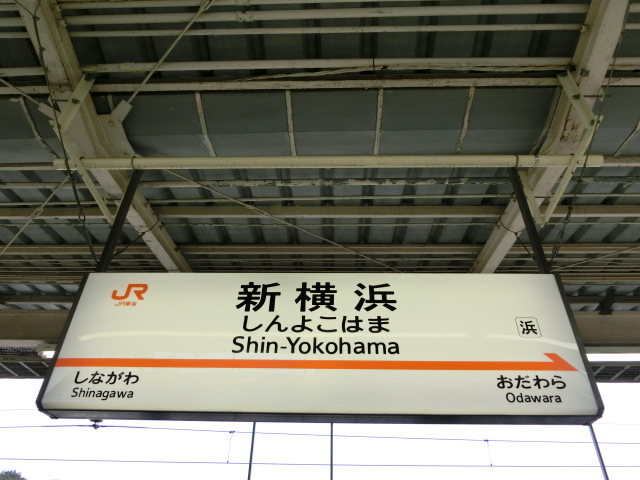 JR
JR東海
新横浜
しんよこはま
Shin-Yokohama
浜
しながわ
Shinagawa
おだわら
Odawara